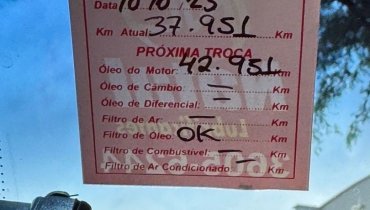 Data 10/10/25
Km Atual 37.951 Km
PRÓXIMA TROCA
Óleo do Motor: 42.951 Km
Óleo de Câmbio: — Km
Óleo de Diferencial: — Km
Filtro de Ar: — Km
Filtro de Óleo: OK Km
Filtro de Combustível: — Km
Filtro de Ar Condicionado — Km